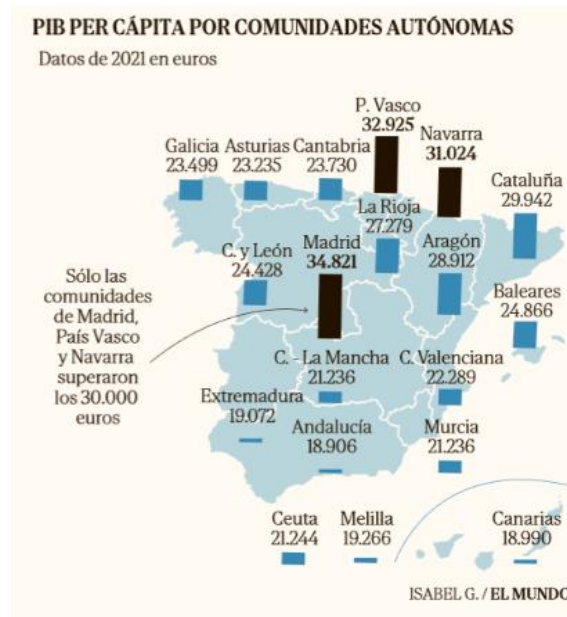 PIB PER CÁPITA POR COMUNIDADES AUTÓNOMAS
Datos de 2021 en euros
P. Vasco
32.925
Navarra
31.024
Galicia
23.499
Asturias
23.235
Cantabria
23.730
Cataluña
29.942
La Rioja
27.279
C. y León
24.428
Madrid
34.821
Aragón
28.912
Baleares
24.866
Sólo las
comunidades
de Madrid,
País Vasco
y Navarra
superaron
los 30.000
euros
C. - La Mancha
21.236
C. Valenciana
22.289
Extremadura
19.072
Andalucía
18.906
Murcia
21.236
Ceuta
21.244
Melilla
19.266
Canarias
18.990
ISABEL G. / EL MUNDO